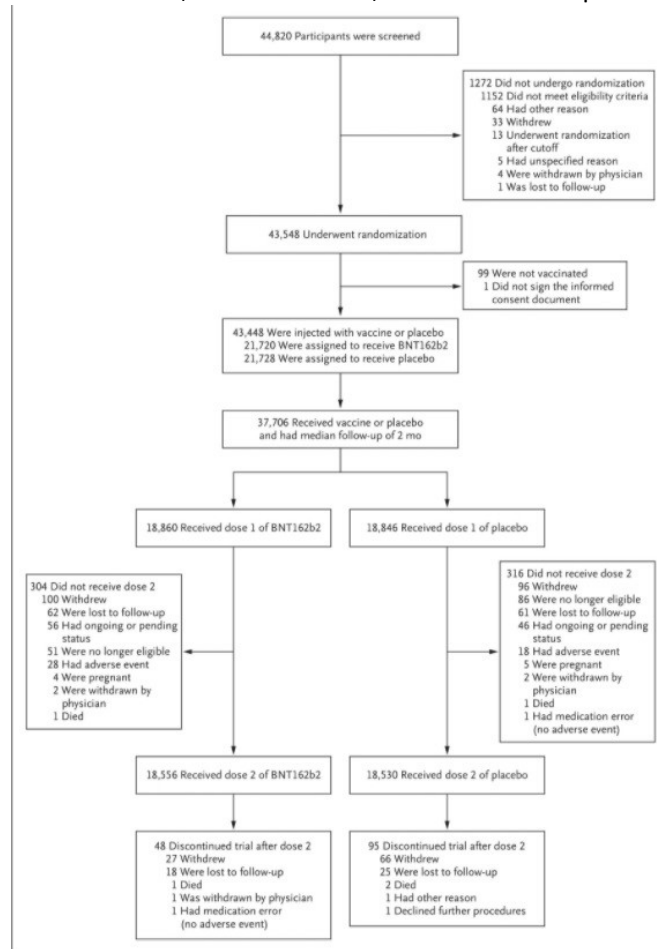 44,820 Participants were screened
1272 Did not undergo randomization
1152 Did not meet eligibility criteria
64 Had other reason
33 Withdrew
13 Underwent randomization
after cutoff
5 Had unspecified reason
4 Were withdrawn by physician
1 Was lost to follow-up
43,548 Underwent randomization
99 Were not vaccinated
1 Did not sign the informed
consent document
43,448 Were injected with vaccine or placebo
21,720 Were assigned to receive BNT162b2
21,728 Were assigned to receive placebo
37,706 Received vaccine or placebo
and had median follow-up of 2 mo
18,860 Received dose 1 of BNT162b2
18,846 Received dose 1 of placebo
304 Did not receive dose 2
100 Withdrew
62 Were lost to follow-up
56 Had ongoing or pending
status
51 Were no longer eligible
28 Had adverse event
4 Were pregnant
2 Were withdrawn by
physician
1 Died
316 Did not receive dose 2
96 Withdrew
86 Were no longer eligible
61 Were lost to follow-up
46 Had ongoing or pending
status
18 Had adverse event
5 Were pregnant
2 Were withdrawn by
physician
1 Died
1 Had medication error
(no adverse event)
18,556 Received dose 2 of BNT162b2
18,530 Received dose 2 of placebo
48 Discontinued trial after dose 2
27 Withdrew
18 Were lost to follow-up
1 Died
1 Was withdrawn by physician
1 Had medication error
(no adverse event)
95 Discontinued trial after dose 2
66 Withdrew
25 Were lost to follow-up
2 Died
1 Had other reason
1 Declined further procedures